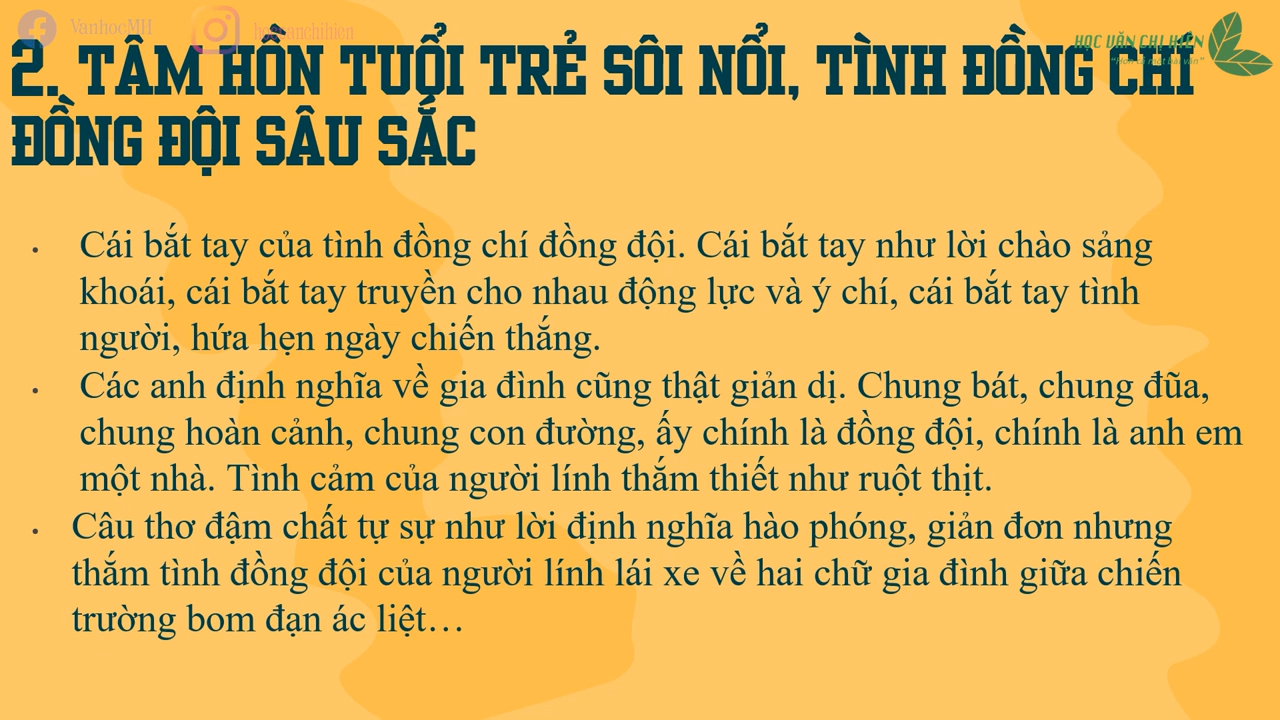 VanhocMH
hocvanchihien
HỌC VĂN CHỊ HIÊN
2. TÂM HỒN TUỔI TRẺ SÔI NỔI, TÌNH ĐỒNG CHÍ
ĐỒNG ĐỘI SÂU SẮC
• Cái bắt tay của tình đồng chí đồng đội. Cái bắt tay như lời chào sảng
khoái, cái bắt tay truyền cho nhau động lực và ý chí, cái bắt tay tình
người, hứa hẹn ngày chiến thắng.
• Các anh định nghĩa về gia đình cũng thật giản dị. Chung bát, chung đũa,
chung hoàn cảnh, chung con đường, ấy chính là đồng đội, chính là anh em
một nhà. Tình cảm của người lính thắm thiết như ruột thịt.
• Câu thơ đậm chất tự sự như lời định nghĩa hào phóng, giản đơn nhưng
thắm tình đồng đội của người lính lái xe về hai chữ gia đình giữa chiến
trường bom đạn ác liệt…